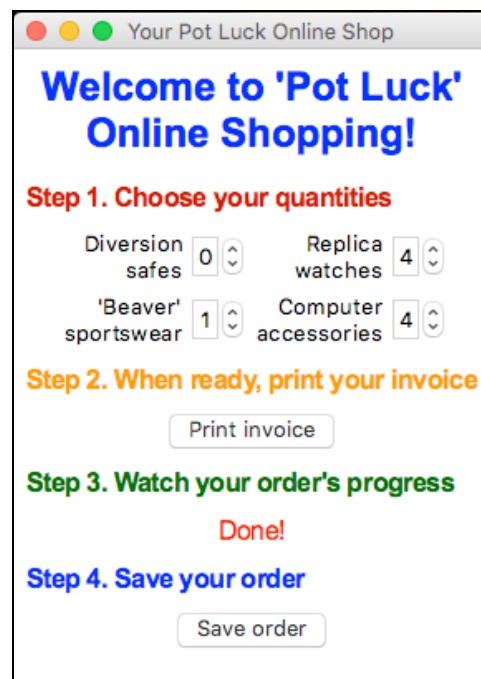 Your Pot Luck Online Shop
Welcome to 'Pot Luck'
Online Shopping!
Step 1. Choose your quantities
Diversion safes 0 Replica watches 4
'Beaver' sportswear 1 Computer accessories 4
Step 2. When ready, print your invoice
Print invoice
Step 3. Watch your order's progress
Done!
Step 4. Save your order
Save order